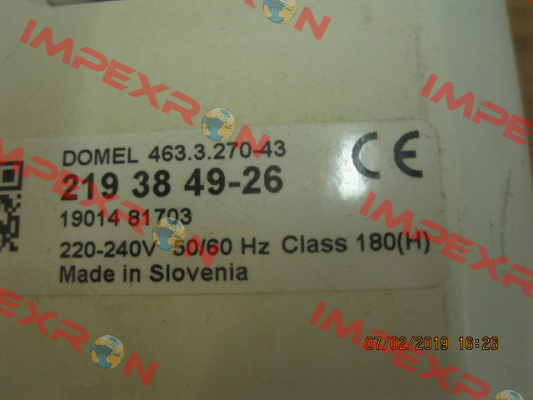 IMPEXRON
IMPEXRON
DOMEL 463.3.270-43
CE
219 38 49-26
19014 81703
220-240V 50/60 Hz Class 180(H)
Made in Slovenia
IMPEXRON
IMPEXRON
07/02/2019 16:26